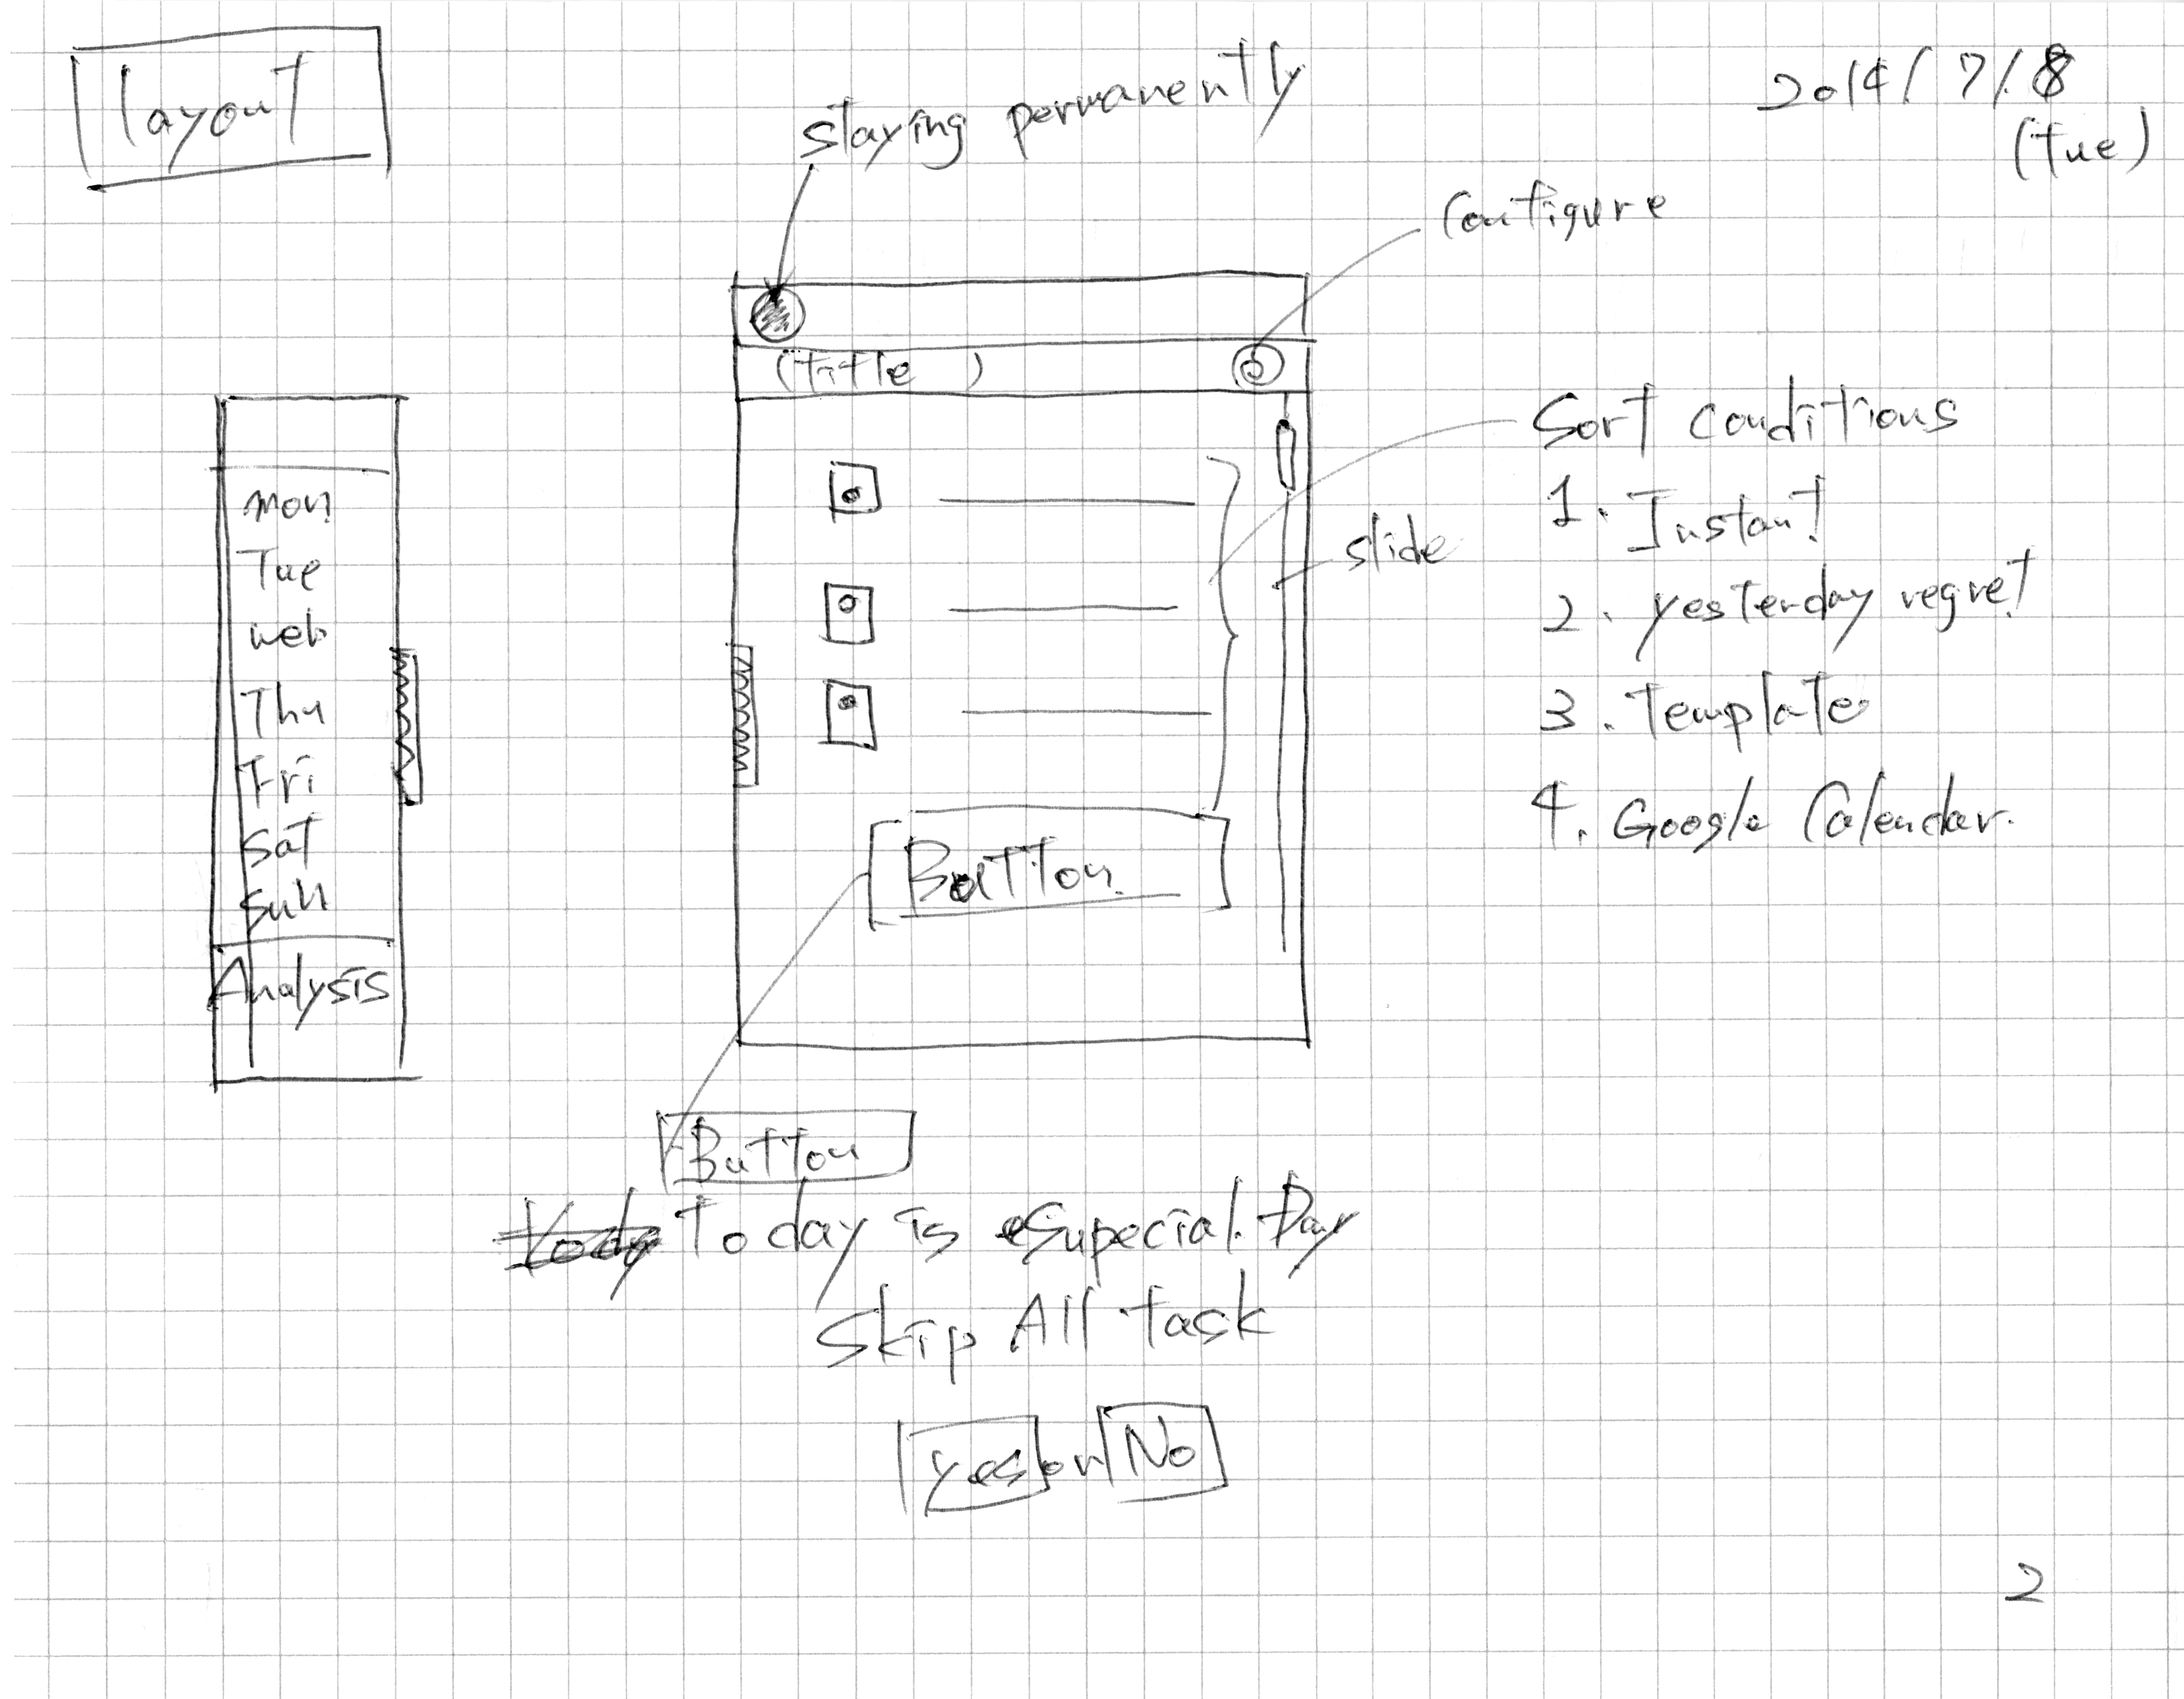 layout
2014/7/8
(Tue)
staying permanently
Configure
(Title )
Sort conditions
1. Instant
2. yesterday regret
3. Template
4. Google Calendar.
slide
mon
Tue
web
Thu
Fri
Sat
Sun
Analysis
Button
Button
Today is Supecial Day
Skip All Task
yes or No
2